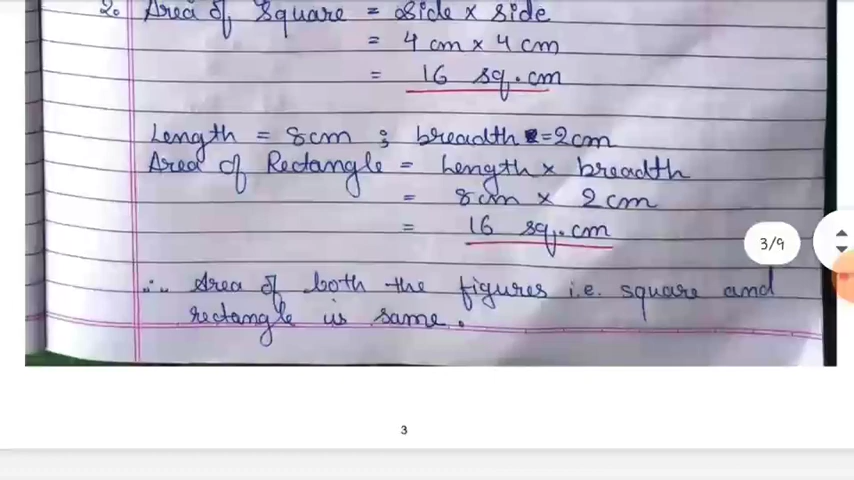 2. Area of Square = side x side
= 4 cm x 4 cm
= 16 sq.cm
Length = 8cm ; breadth = 2cm
Area of Rectangle = Length x breadth
= 8cm x 2cm
= 16 sq.cm
3/9
∴ Area of both the figures i.e. square and
rectangle is same.
3